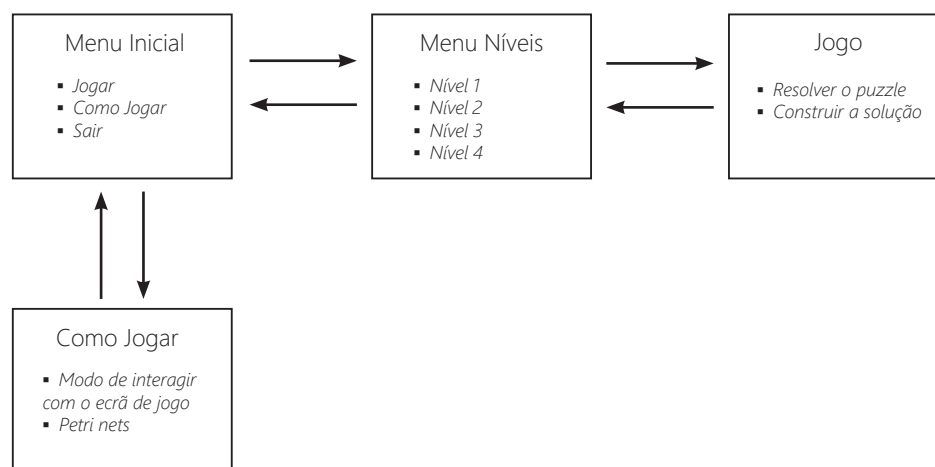 Menu Inicial
▪ Jogar
▪ Como Jogar
▪ Sair
Menu Níveis
▪ Nível 1
▪ Nível 2
▪ Nível 3
▪ Nível 4
Jogo
▪ Resolver o puzzle
▪ Construir a solução
Como Jogar
▪ Modo de interagir
com o ecrã de jogo
▪ Petri nets